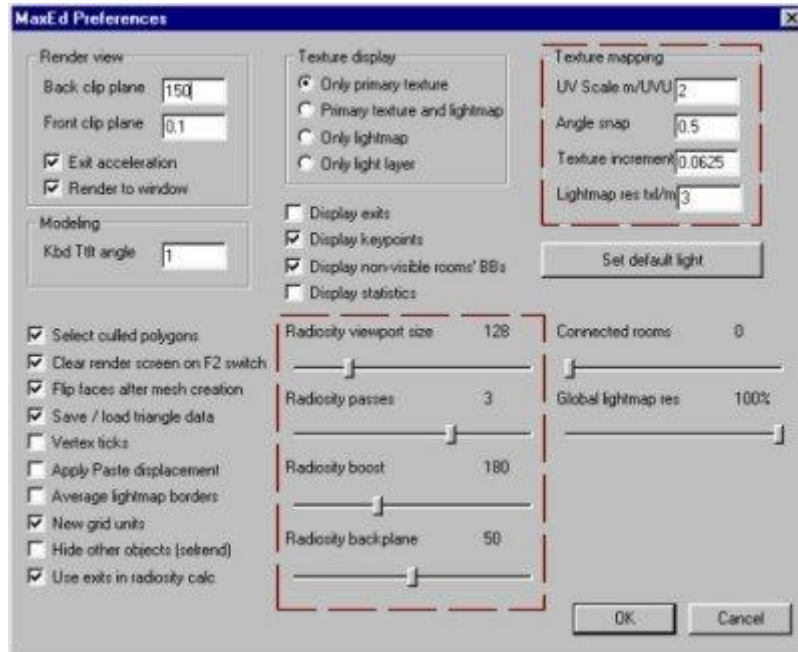 MaxEd Preferences
Render view
Back clip plane 150
Front clip plane 0.1
Exit acceleration
Render to window
Modeling
Kbd Tilt angle 1
Select culled polygons
Clear render screen on F2 switch
Flip faces after mesh creation
Save / load triangle data
Vertex ticks
Apply Paste displacement
Average lightmap borders
New grid units
Hide other objects (selrend)
Use exits in radiosity calc
Texture display
Only primary texture
Primary texture and lightmap
Only lightmap
Only light layer
Display exits
Display keypoints
Display non-visible rooms' BBs
Display statistics
Radiosity viewport size 128
Radiosity passes 3
Radiosity boost 180
Radiosity backplane 50
Texture mapping
UV Scale m/UVU 2
Angle snap 0.5
Texture increment 0.0625
Lightmap res txl/m 3
Set default light
Connected rooms 0
Global lightmap res 100%
OK
Cancel